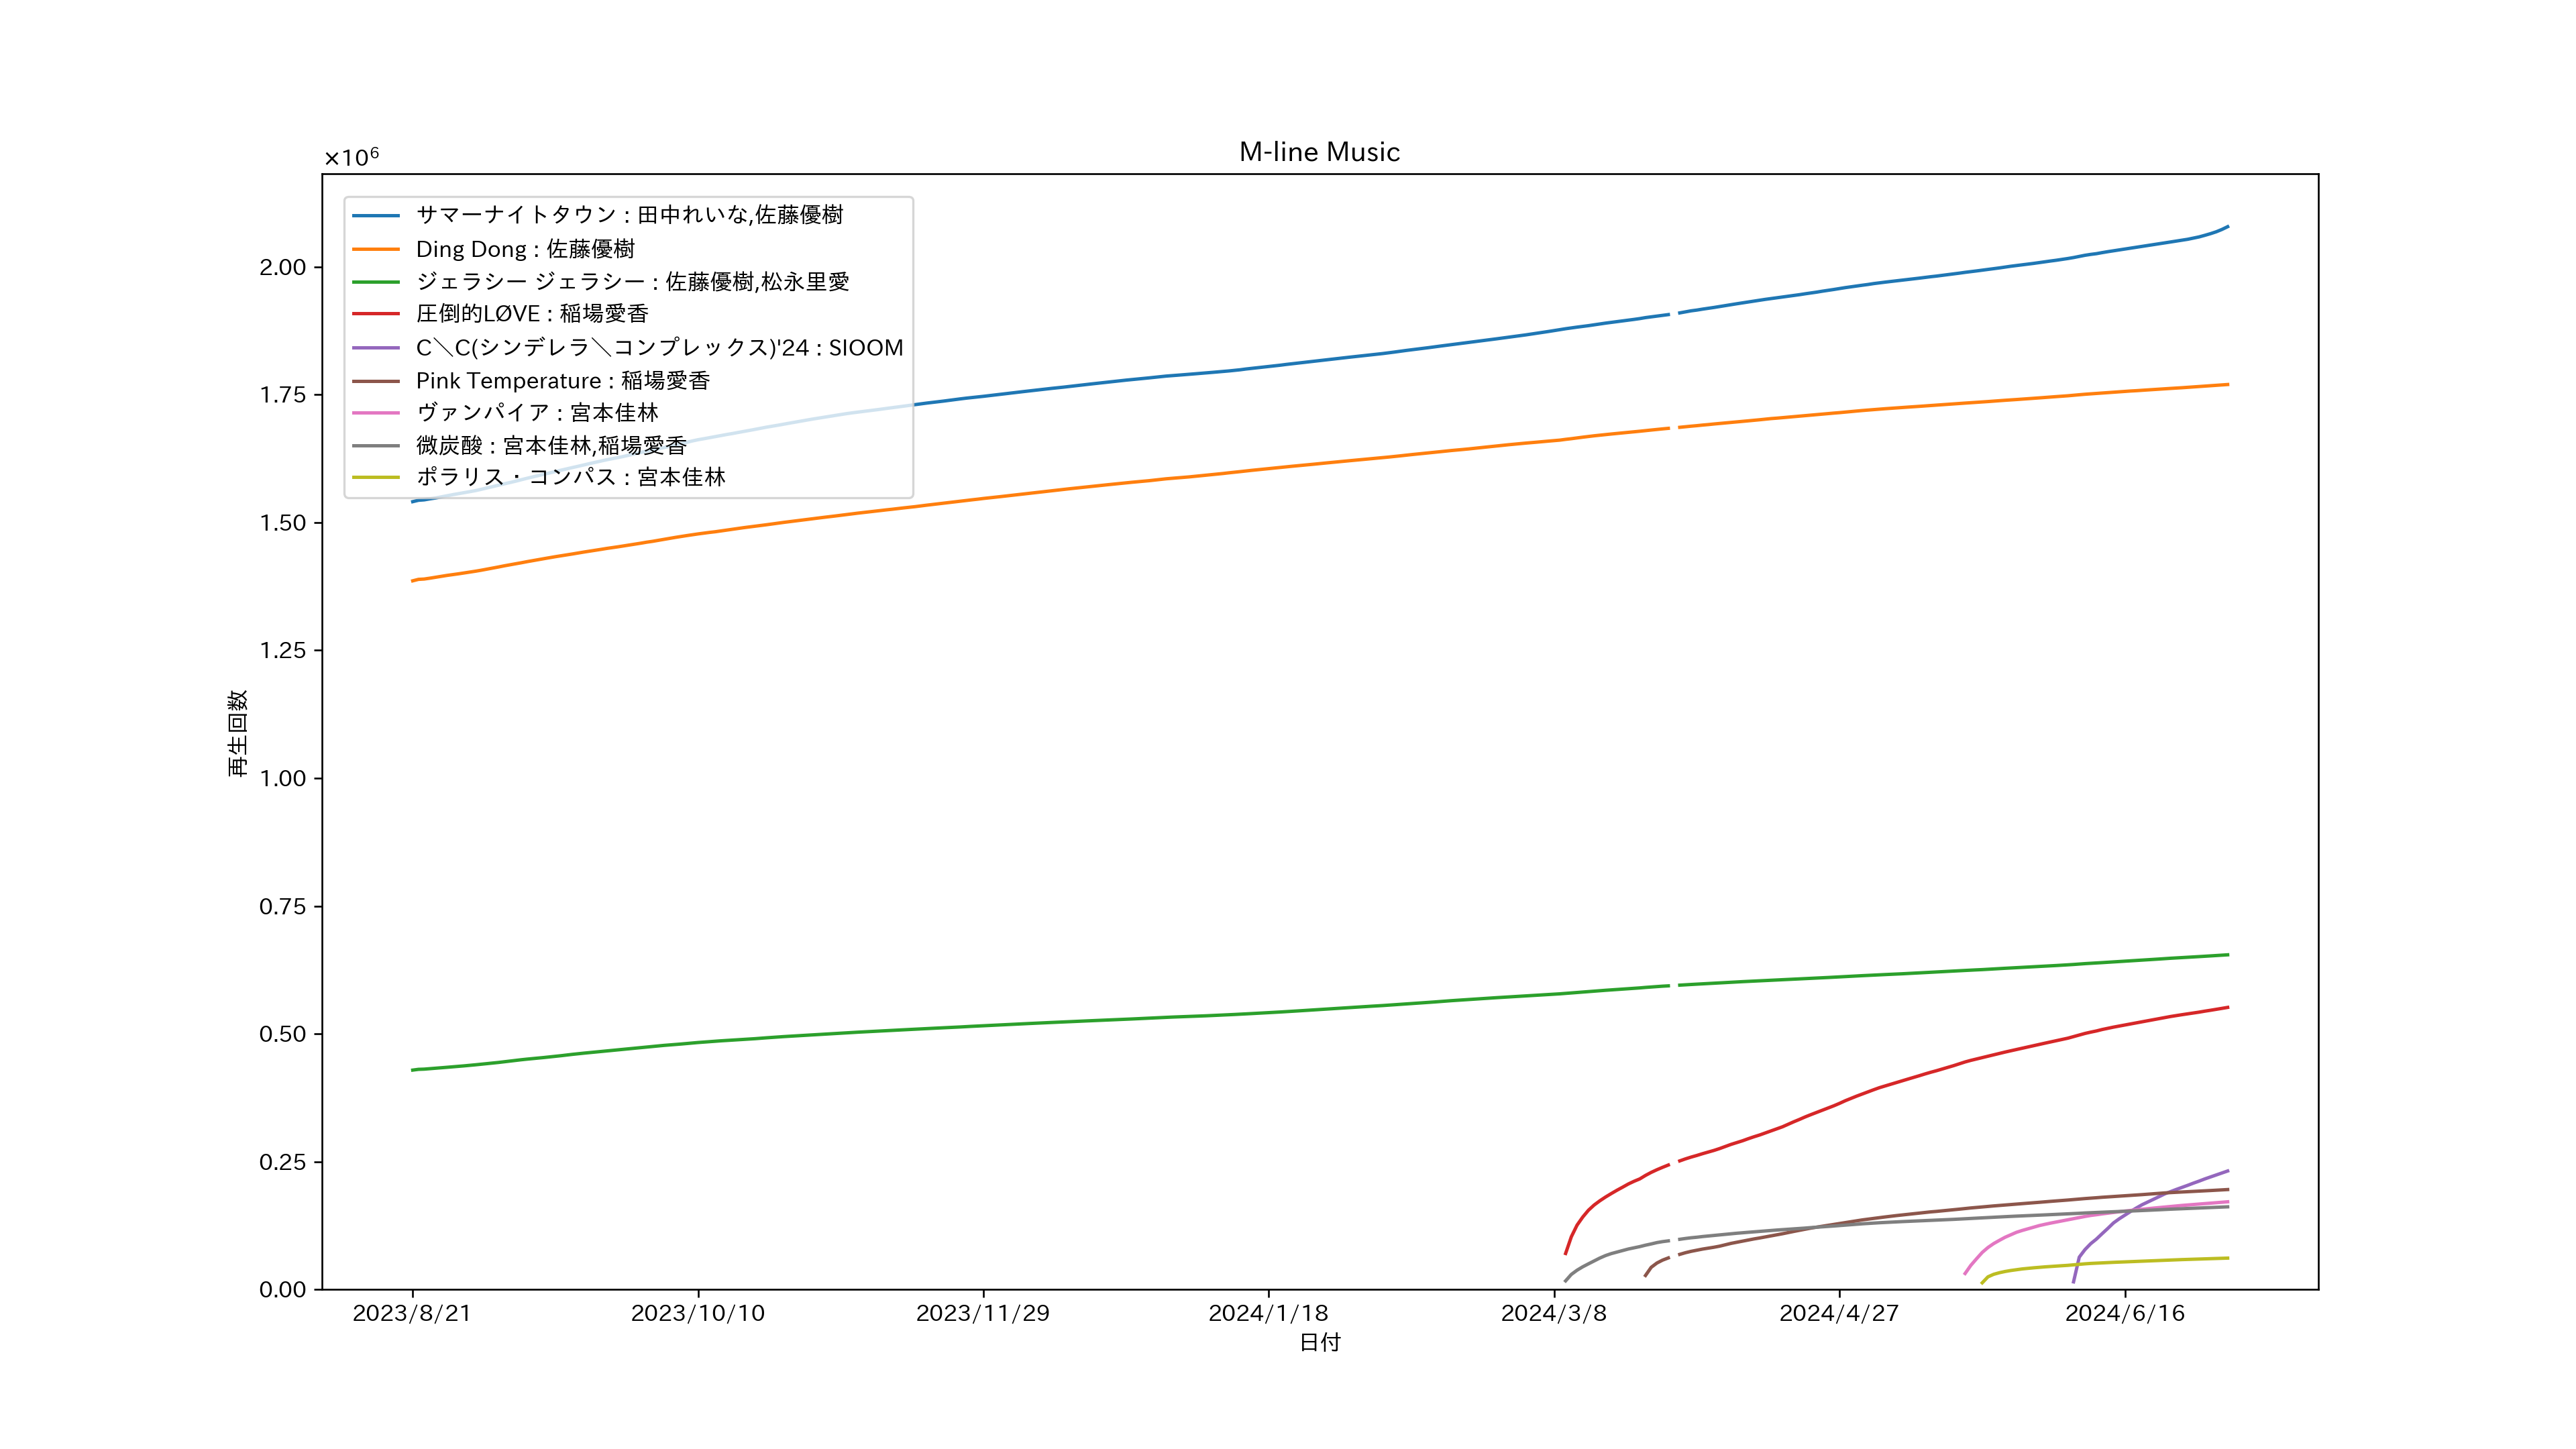 M-line Music
×10⁶
サマーナイトタウン : 田中れいな,佐藤優樹
Ding Dong : 佐藤優樹
ジェラシー ジェラシー : 佐藤優樹,松永里愛
圧倒的LØVE : 稲場愛香
C＼C(シンデレラ＼コンプレックス)'24 : SIOOM
Pink Temperature : 稲場愛香
ヴァンパイア : 宮本佳林
微炭酸 : 宮本佳林,稲場愛香
ポラリス・コンパス : 宮本佳林
2.00
1.75
1.50
1.25
1.00
0.75
0.50
0.25
0.00
再生回数
2023/8/21 2023/10/10 2023/11/29 2024/1/18 2024/3/8 2024/4/27 2024/6/16
日付